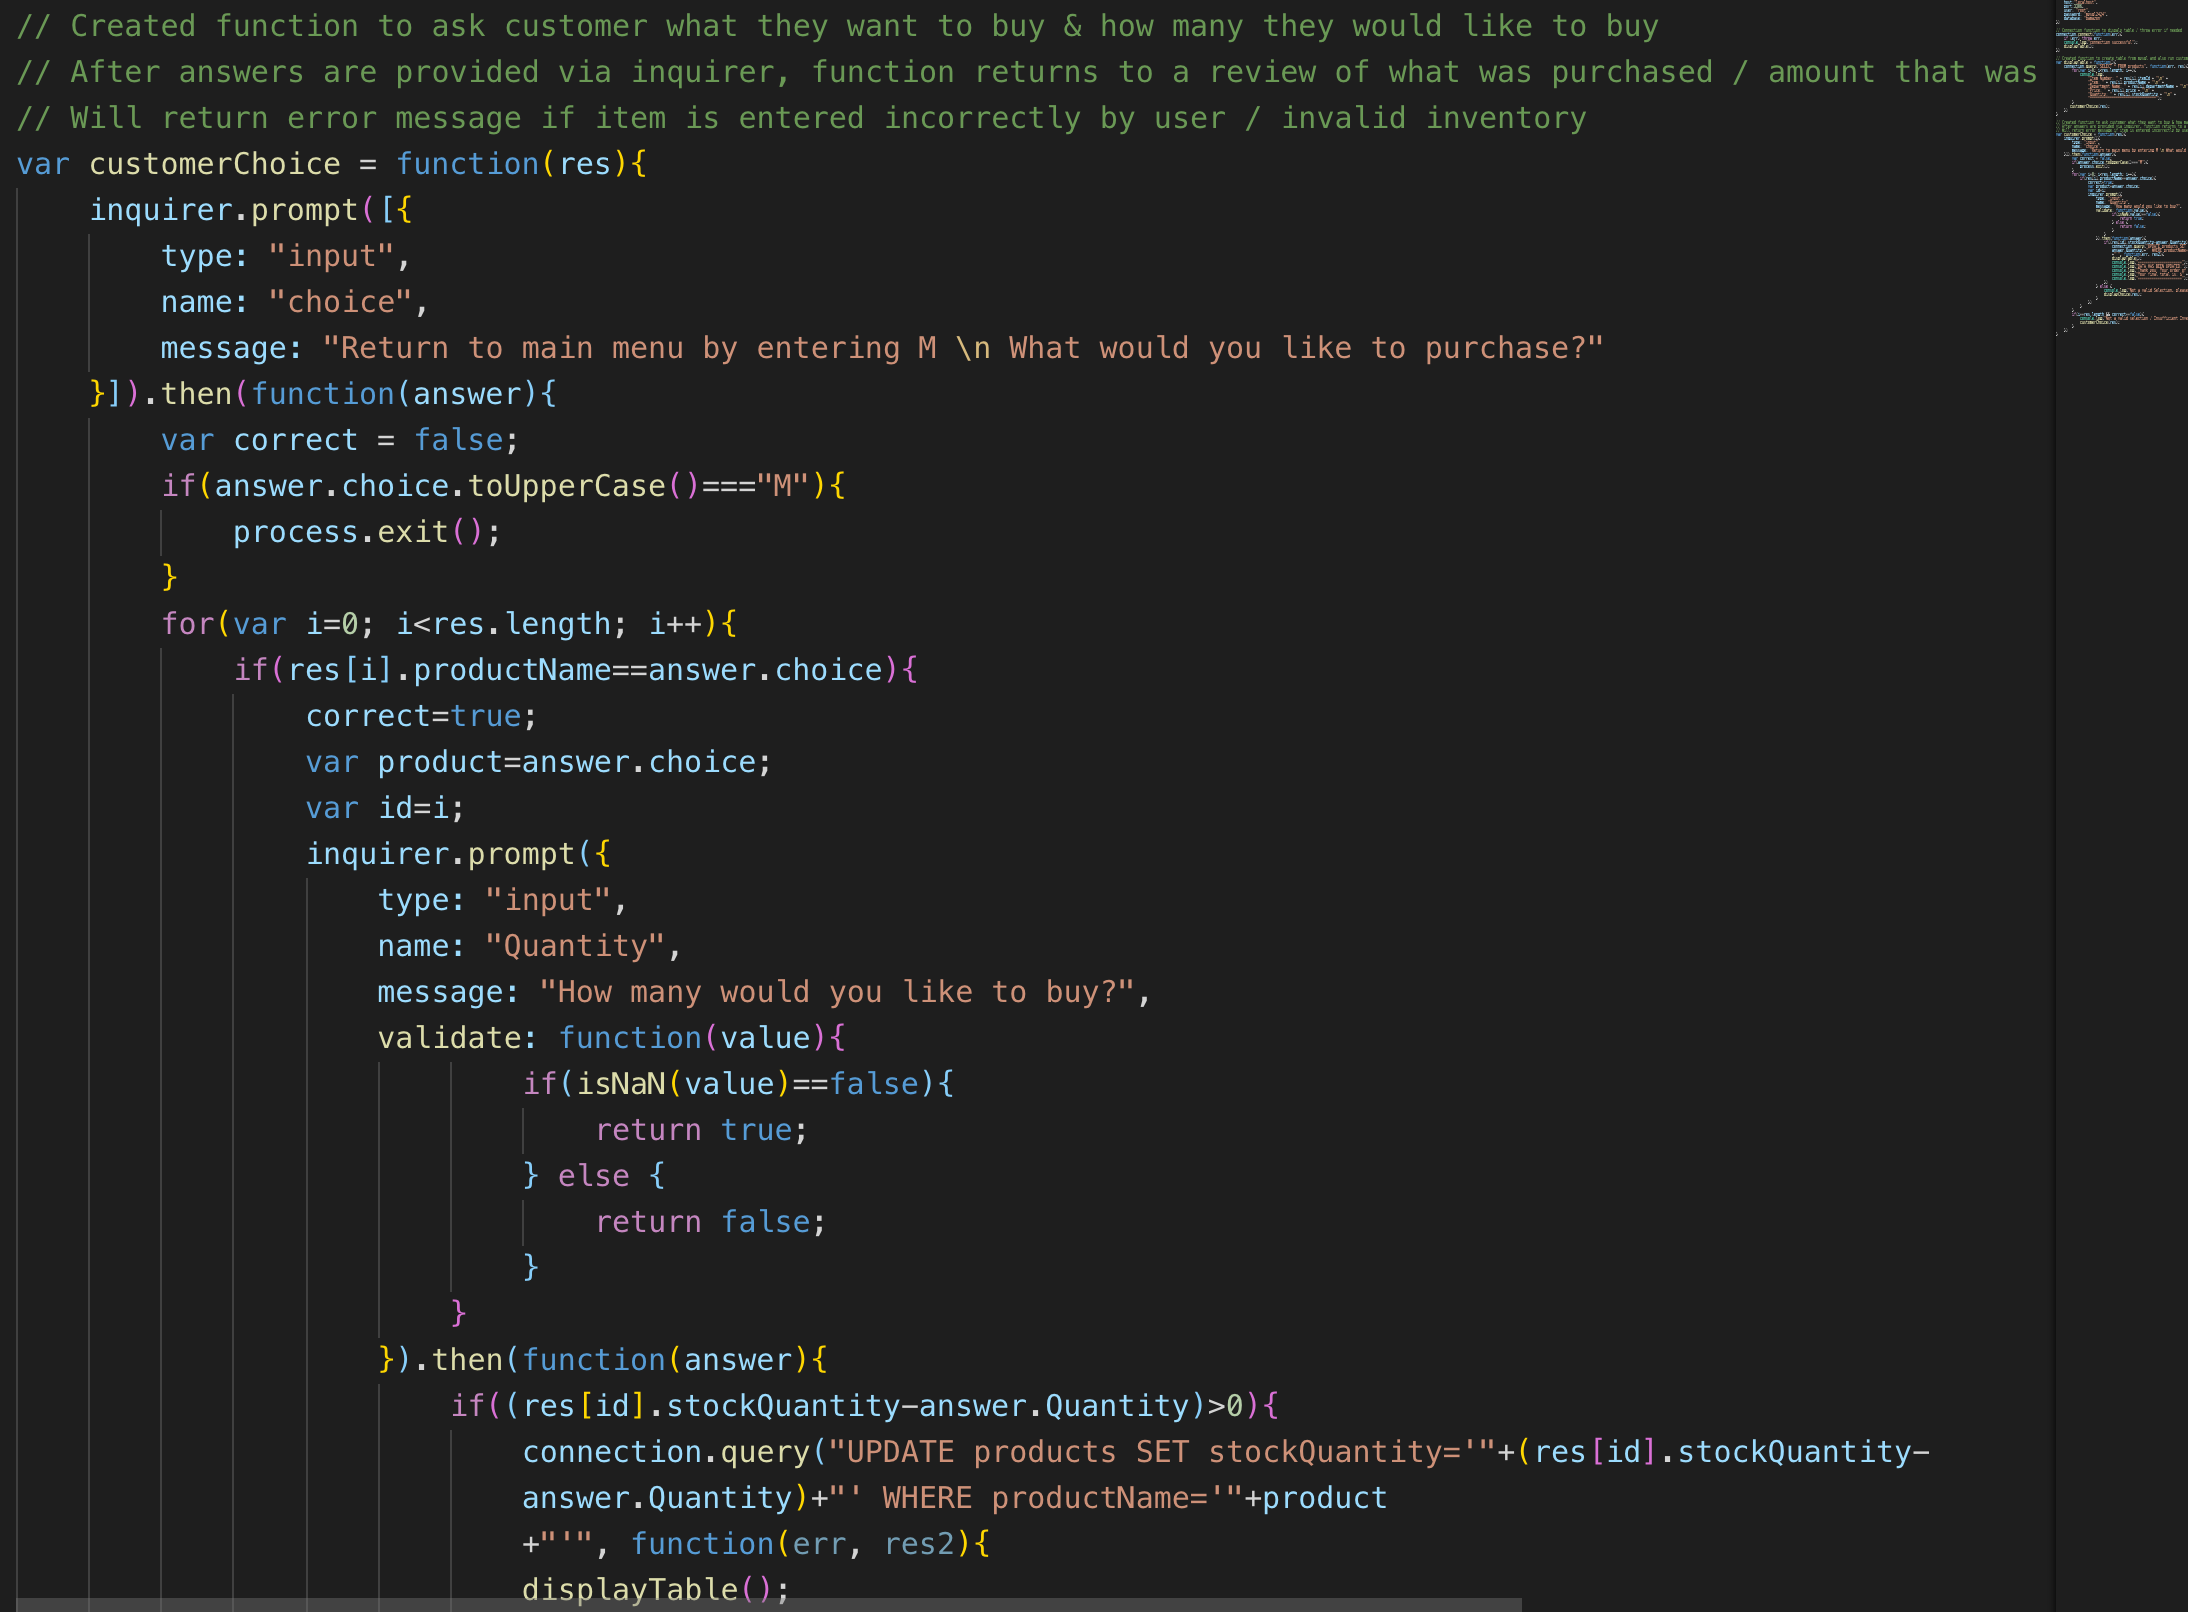 // Created function to ask customer what they want to buy & how many they would like to buy
// After answers are provided via inquirer, function returns to a review of what was purchased / amount that was
// Will return error message if item is entered incorrectly by user / invalid inventory
var customerChoice = function(res){
    inquirer.prompt([{
        type: "input",
        name: "choice",
        message: "Return to main menu by entering M \n What would you like to purchase?"
    }]).then(function(answer){
        var correct = false;
        if(answer.choice.toUpperCase()==="M"){
            process.exit();
        }
        for(var i=0; i<res.length; i++){
            if(res[i].productName==answer.choice){
                correct=true;
                var product=answer.choice;
                var id=i;
                inquirer.prompt({
                    type: "input",
                    name: "Quantity",
                    message: "How many would you like to buy?",
                    validate: function(value){
                            if(isNaN(value)==false){
                                return true;
                            } else {
                                return false;
                            }
                        }
                    }).then(function(answer){
                        if((res[id].stockQuantity-answer.Quantity)>0){
                            connection.query("UPDATE products SET stockQuantity='"+(res[id].stockQuantity-
                            answer.Quantity)+"' WHERE productName='"+product
                            +"'", function(err, res2){
                            displayTable();